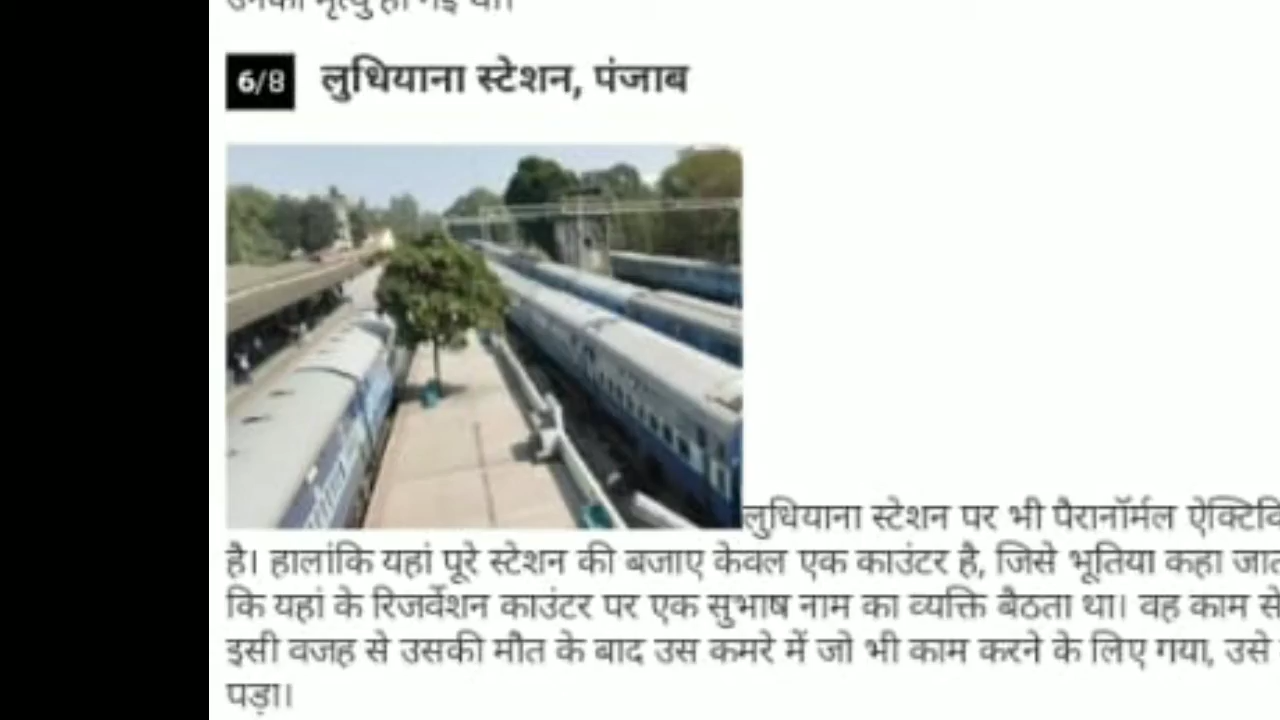 6/8 लुधियाना स्टेशन, पंजाब
लुधियाना स्टेशन पर भी पैरानॉर्मल
है। हालांकि यहां पूरे स्टेशन की बजाए केवल एक काउंटर है, जिसे भूतिया कहा
कि यहां के रिजर्वेशन काउंटर पर एक सुभाष नाम का व्यक्ति बैठता था। वह काम से
इसी वजह से उसकी मौत के बाद उस कमरे में जो भी काम करने के लिए गया, उसे
पड़ा।